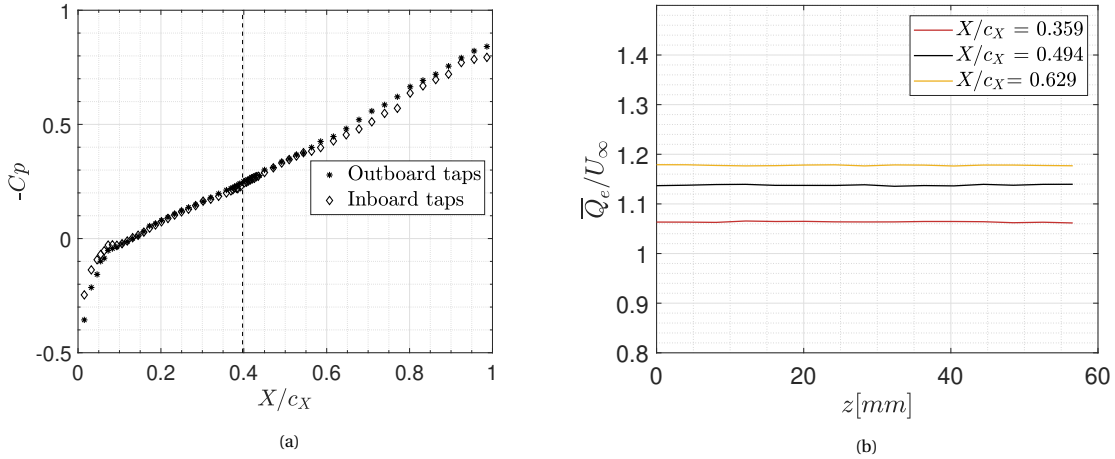 1
0.5
0
-0.5
-Cp
0
0.2
0.4
0.6
0.8
1
X/c_X
Outboard taps
Inboard taps
(a)
1.4
1.3
1.2
1.1
1
0.9
0.8
Q̅_e/U_∞
0
20
40
60
z[mm]
X/c_X = 0.359
X/c_X = 0.494
X/c_X= 0.629
(b)